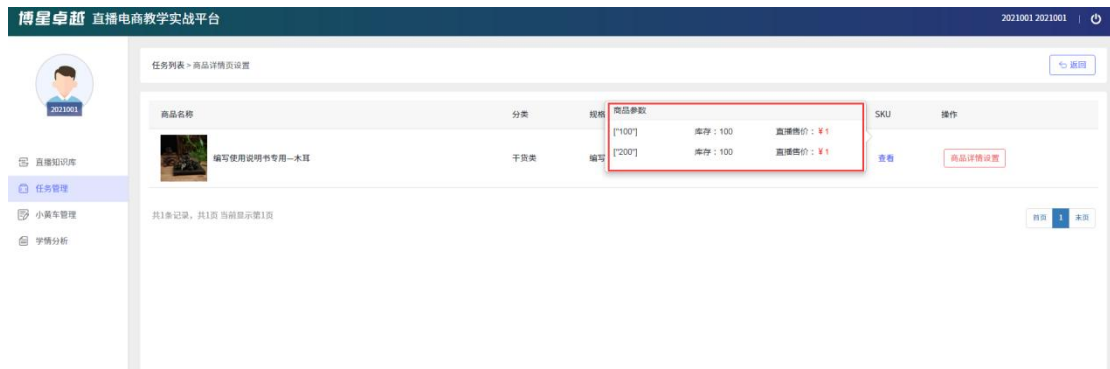 博星卓越 直播电商教学实战平台
2021001 2021001
2021001
任务列表 > 商品详情页设置
返回
商品名称 分类 规格 SKU 操作
商品参数
["100"] 库存：100 直播售价：¥1
["200"] 库存：100 直播售价：¥1
编写使用说明书专用—木耳 干货类 编写 查看 商品详情设置
直播知识库
任务管理
小黄车管理
学情分析
共1条记录，共1页 当前显示第1页
首页 1 末页